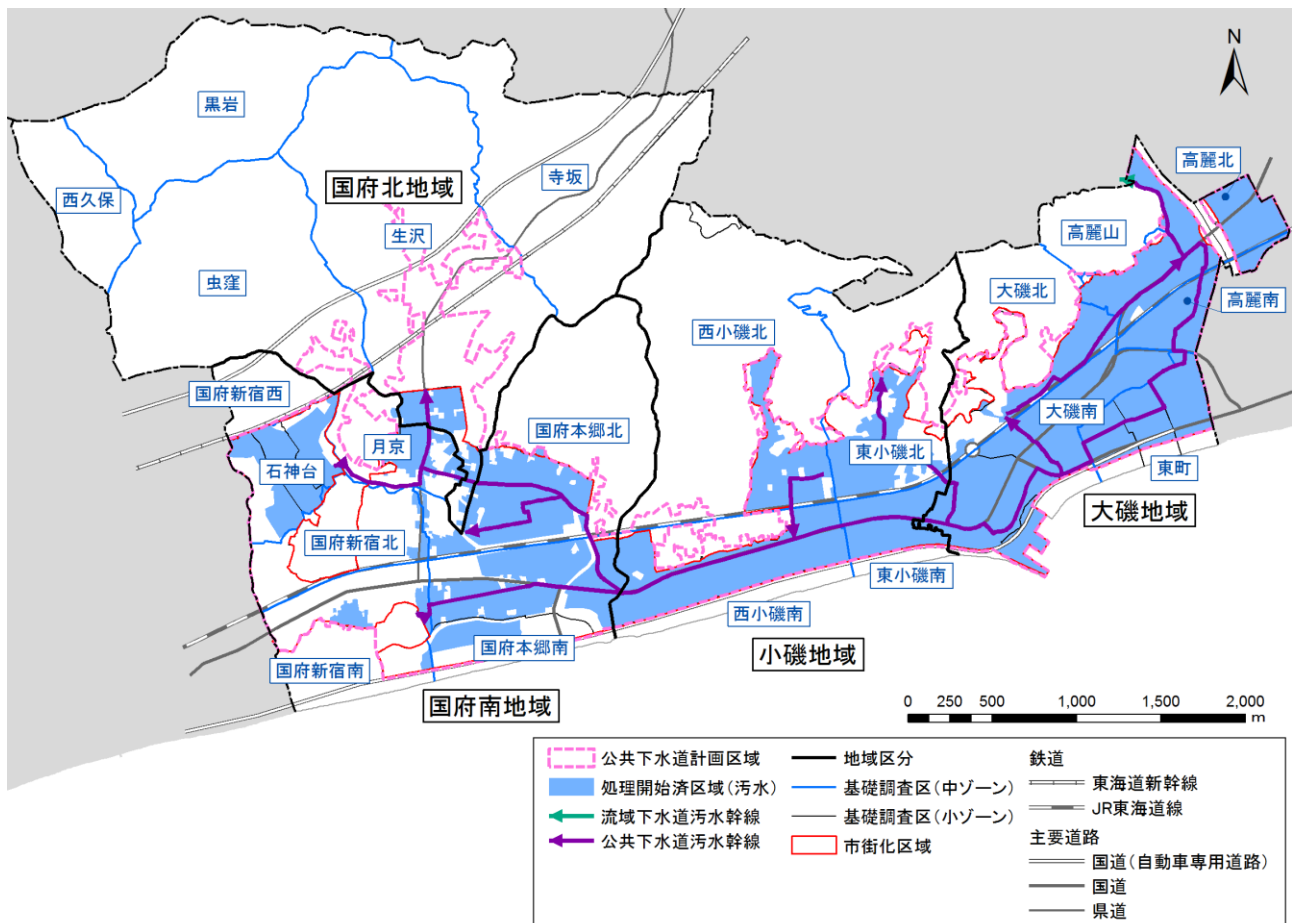 N
黒岩
高麗北
寺坂
国府北地域
西久保
生沢
高麗山
虫窪
大磯北
高麗南
西小磯北
国府新宿西
国府本郷北
大磯南
月京
東小磯北
石神台
東町
大磯地域
国府新宿北
東小磯南
西小磯南
国府本郷南
小磯地域
国府新宿南
国府南地域
0 250 500 1,000 1,500 2,000
m
公共下水道計画区域
処理開始済区域(汚水)
流域下水道汚水幹線
公共下水道汚水幹線
地域区分
基礎調査区(中ゾーン)
基礎調査区(小ゾーン)
市街化区域
鉄道
東海道新幹線
JR東海道線
主要道路
国道(自動車専用道路)
国道
県道